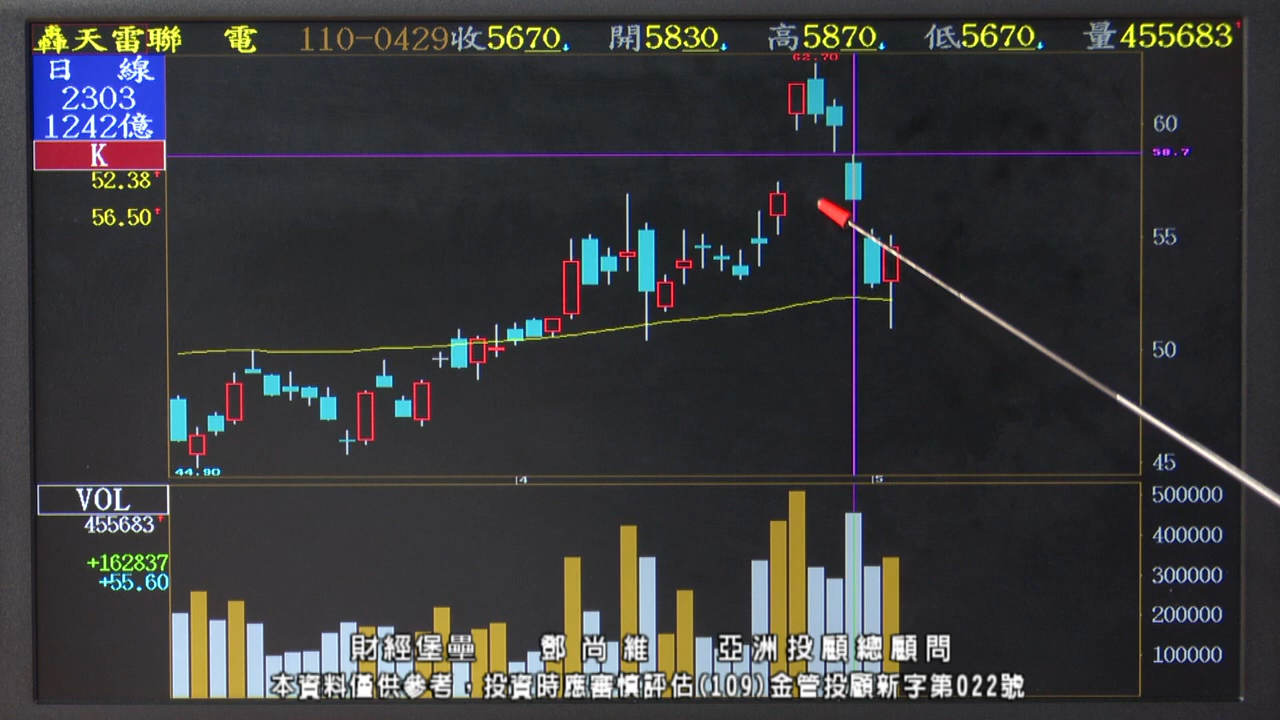 轟天雷聯 電 110-0429收5670 開5830 高5870 低5670 量455683
日 線
2303
1242億
K
52.38
56.50
62.70
60
58.7
55
50
45
44.90
4
5
VOL
455683
+162837
+55.60
500000
400000
300000
200000
100000
財經堡壘 鄧尚維 亞洲投顧總顧問
本資料僅供參考，投資時應審慎評估(109)金管投顧新字第022號